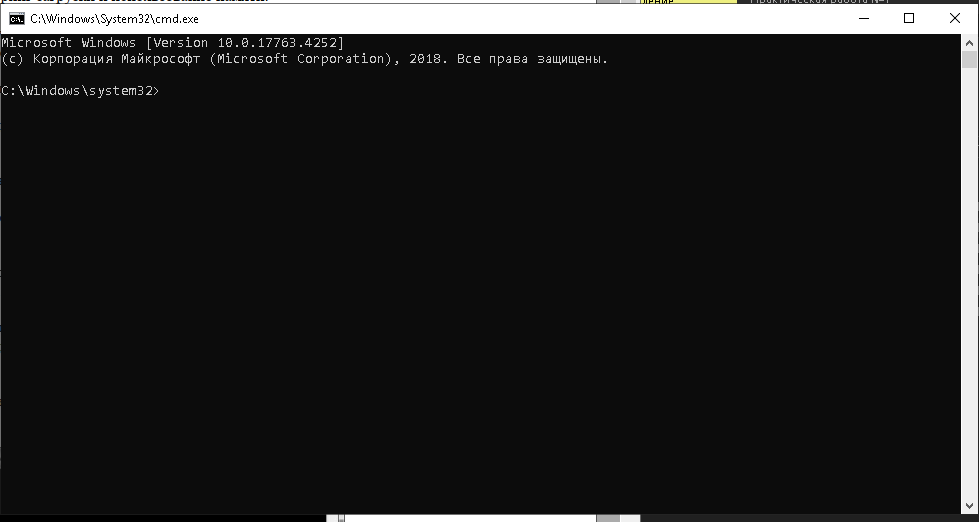 C:\Windows\System32\cmd.exe
Microsoft Windows [Version 10.0.17763.4252]
(c) Корпорация Майкрософт (Microsoft Corporation), 2018. Все права защищены.
C:\Windows\system32>